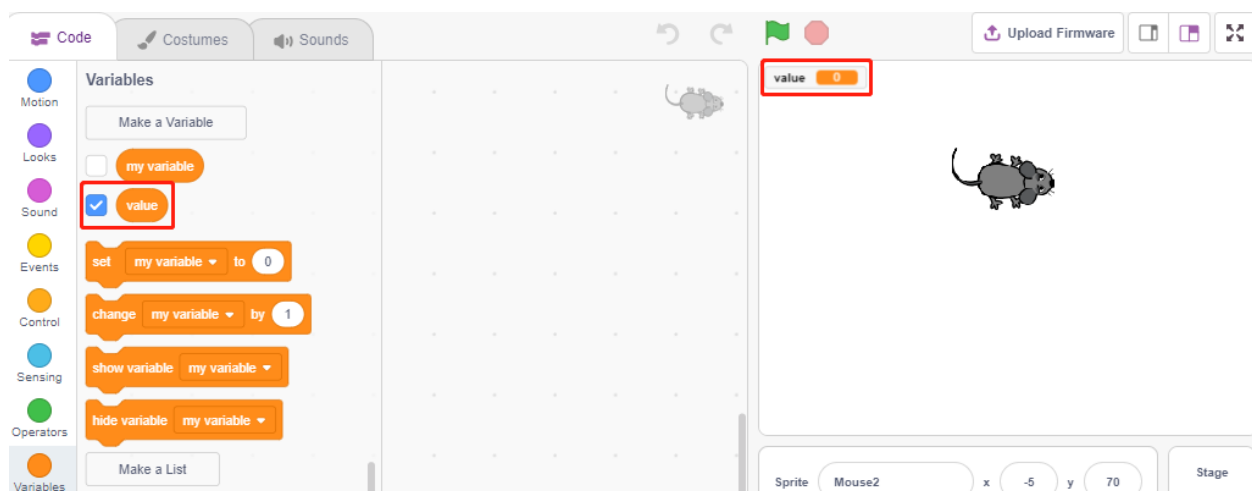 Code
Costumes
Sounds
Upload Firmware
Motion
Looks
Sound
Events
Control
Sensing
Operators
Variables
Variables
Make a Variable
my variable
value
set my variable to 0
change my variable by 1
show variable my variable
hide variable my variable
Make a List
value 0
Sprite Mouse2 x -5 y 70
Stage